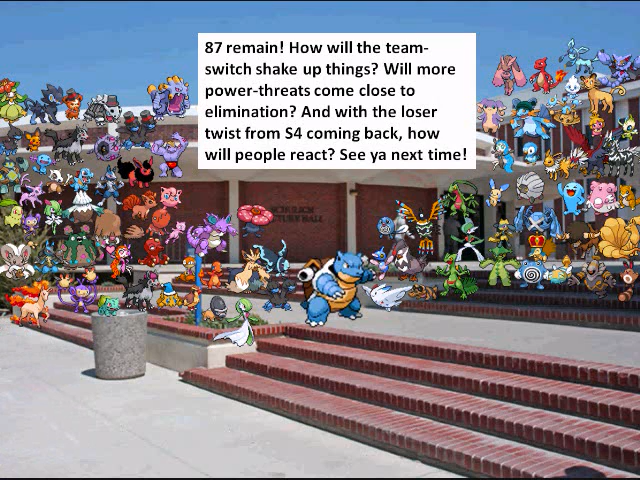 87 remain! How will the team-
switch shake up things? Will more
power-threats come close to
elimination? And with the loser
twist from S4 coming back, how
will people react? See ya next time!